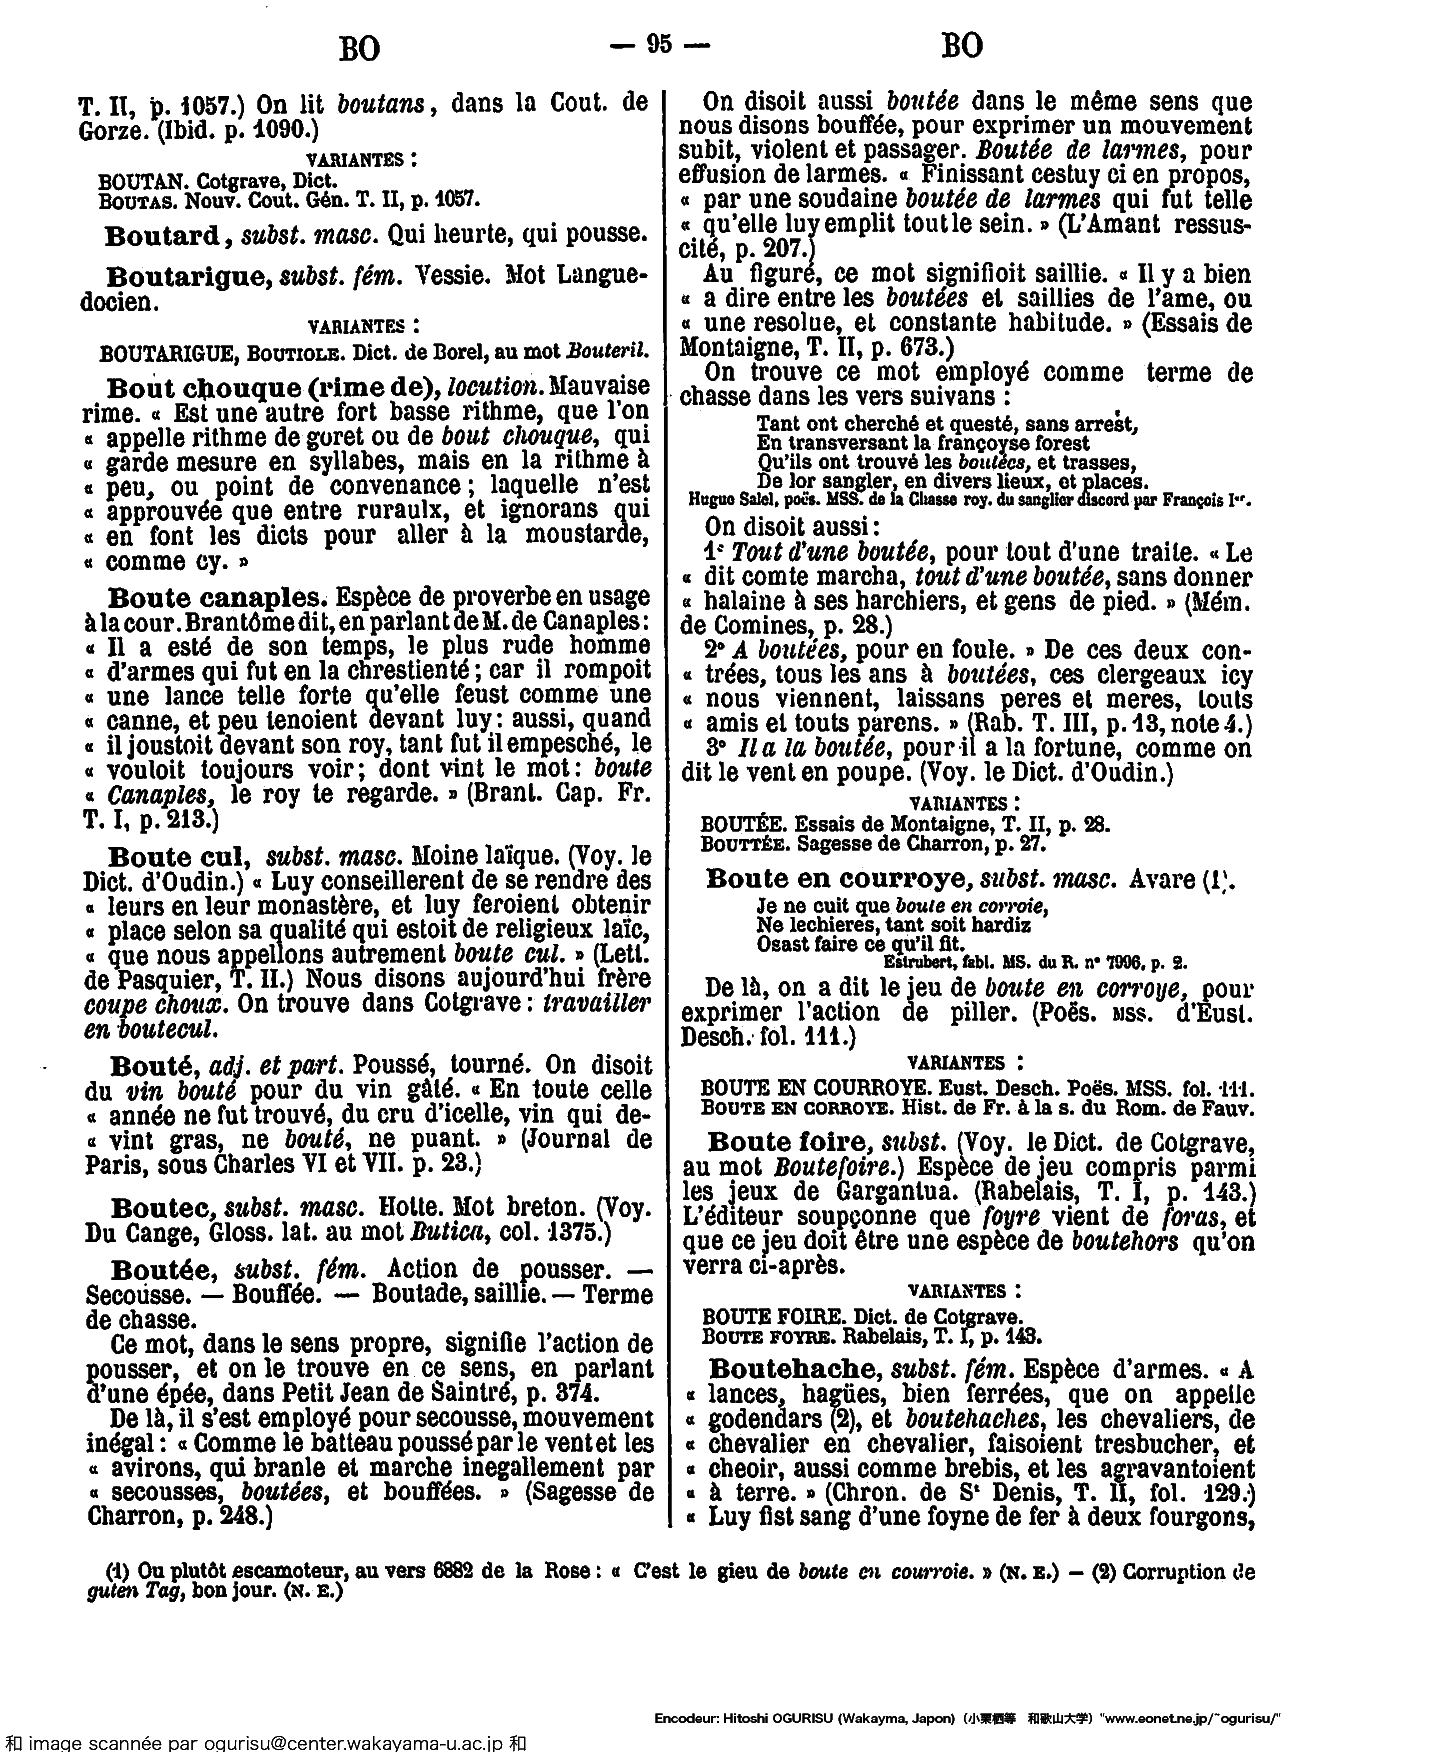 BO — 95 — BO
T. II, p. 1057.) On lit boutans, dans la Cout. de
Gorze. (Ibid. p. 1090.)
VARIANTES :
BOUTAN. Cotgrave, Dict.
BOUTAS. Nouv. Cout. Gén. T. II, p. 1057.
Boutard, subst. masc. Qui heurte, qui pousse.
Boutarigue, subst. fém. Vessie. Mot Langue-
docien.
VARIANTES :
BOUTARIGUE, BOUTIOLE. Dict. de Borel, au mot Bouteril.
Bout chouque (rime de), locution. Mauvaise
rime. « Est une autre fort basse rithme, que l'on
« appelle rithme de goret ou de bout chouque, qui
« garde mesure en syllabes, mais en la rithme à
« peu, ou point de convenance ; laquelle n'est
« approuvée que entre ruraulx, et ignorans qui
« en font les dicts pour aller à la moustarde,
« comme cy. »
Boute canaples. Espèce de proverbe en usage
à la cour. Brantôme dit, en parlant de M. de Canaples :
« Il a esté de son temps, le plus rude homme
« d'armes qui fut en la chrestienté ; car il rompoit
« une lance telle forte qu'elle feust comme une
« canne, et peu tenoient devant luy : aussi, quand
« il joustoit devant son roy, tant fut il empesché, le
« vouloit toujours voir ; dont vint le mot : boute
« Canaples, le roy te regarde. » (Brant. Cap. Fr.
T. I, p. 213.)
Boute cul, subst. masc. Moine laïque. (Voy. le
Dict. d'Oudin.) « Luy conseillerent de se rendre des
« leurs en leur monastère, et luy feroient obtenir
« place selon sa qualité qui estoit de religieux laïc,
« que nous appellons autrement boute cul. » (Lett.
de Pasquier, T. II.) Nous disons aujourd'hui frère
coupe choux. On trouve dans Cotgrave : travailler
en boutecul.
Bouté, adj. et part. Poussé, tourné. On disoit
du vin bouté pour du vin gâté. « En toute celle
« année ne fut trouvé, du cru d'icelle, vin qui de-
« vint gras, ne bouté, ne puant. » (Journal de
Paris, sous Charles VI et VII. p. 23.)
Boutec, subst. masc. Hotte. Mot breton. (Voy.
Du Cange, Gloss. lat. au mot Butica, col. 1375.)
Boutée, subst. fém. Action de pousser. —
Secousse. — Bouffée. — Boutade, saillie. — Terme
de chasse.
Ce mot, dans le sens propre, signifie l'action de
pousser, et on le trouve en ce sens, en parlant
d'une épée, dans Petit Jean de Saintré, p. 374.
De là, il s'est employé pour secousse, mouvement
inégal : « Comme le batteau poussé par le vent et les
« avirons, qui branle et marche inegallement par
« secousses, boutées, et bouffées. » (Sagesse de
Charron, p. 248.)
On disoit aussi boutée dans le même sens que
nous disons bouffée, pour exprimer un mouvement
subit, violent et passager. Boutée de larmes, pour
effusion de larmes. « Finissant cestuy ci en propos,
« par une soudaine boutée de larmes qui fut telle
« qu'elle luy emplit tout le sein. » (L'Amant ressus-
cité, p. 207.)
Au figuré, ce mot signifioit saillie. « Il y a bien
« a dire entre les boutées et saillies de l'ame, ou
« une resolue, et constante habitude. » (Essais de
Montaigne, T. II, p. 673.)
On trouve ce mot employé comme terme de
chasse dans les vers suivans :
Tant ont cherché et questé, sans arrest,
En transversant la françoyse forest
Qu'ils ont trouvé les boutées, et trasses,
De lor sangler, en divers lieux, et places.
Hugue Salel, poës. MSS. de la Chasse roy. du sanglier discord par François Ier.
On disoit aussi :
1° Tout d'une boutée, pour tout d'une traite. « Le
« dit comte marcha, tout d'une boutée, sans donner
« halaine à ses harchiers, et gens de pied. » (Mém.
de Comines, p. 28.)
2° A boutées, pour en foule. » De ces deux con-
« trées, tous les ans à boutées, ces clergeaux icy
« nous viennent, laissans peres et meres, touts
« amis et touts parens. » (Rab. T. III, p. 13, note 4.)
3° Il a la boutée, pour il a la fortune, comme on
dit le vent en poupe. (Voy. le Dict. d'Oudin.)
VARIANTES :
BOUTÉE. Essais de Montaigne, T. II, p. 28.
BOUTTÉE. Sagesse de Charron, p. 27.
Boute en courroye, subst. masc. Avare (1).
Je ne cuit que boute en corroie,
Ne lechieres, tant soit hardiz
Osast faire ce qu'il fit.
Estrubert, fabl. MS. du R. n° 7996, p. 2.
De là, on a dit le jeu de boute en corroye, pour
exprimer l'action de piller. (Poës. MSS. d'Eust.
Desch. fol. 111.)
VARIANTES :
BOUTE EN COURROYE. Eust. Desch. Poës. MSS. fol. 111.
BOUTE EN CORROYE. Hist. de Fr. à la s. du Rom. de Fauv.
Boute foire, subst. (Voy. le Dict. de Cotgrave,
au mot Boutefoire.) Espèce de jeu compris parmi
les jeux de Gargantua. (Rabelais, T. I, p. 143.)
L'éditeur soupçonne que foyre vient de foras, et
que ce jeu doit être une espèce de boutehors qu'on
verra ci-après.
VARIANTES :
BOUTE FOIRE. Dict. de Cotgrave.
BOUTE FOYRE. Rabelais, T. I, p. 143.
Boutehache, subst. fém. Espèce d'armes. « A
« lances, hagües, bien ferrées, que on appelle
« godendars (2), et boutehaches, les chevaliers, de
« chevalier en chevalier, faisoient tresbucher, et
« cheoir, aussi comme brebis, et les agravantoient
« à terre. » (Chron. de St Denis, T. II, fol. 129.)
« Luy fist sang d'une foyne de fer à deux fourgons,
(1) Ou plutôt escamoteur, au vers 6882 de la Rose : « C'est le gieu de boute en courroie. » (N. E.) — (2) Corruption de
guten Tag, bon jour. (N. E.)
Encodeur: Hitoshi OGURISU (Wakayma, Japon) (小栗栖等 和歌山大学) "www.eonet.ne.jp/~ogurisu/"
和 image scannée par ogurisu@center.wakayama-u.ac.jp 和